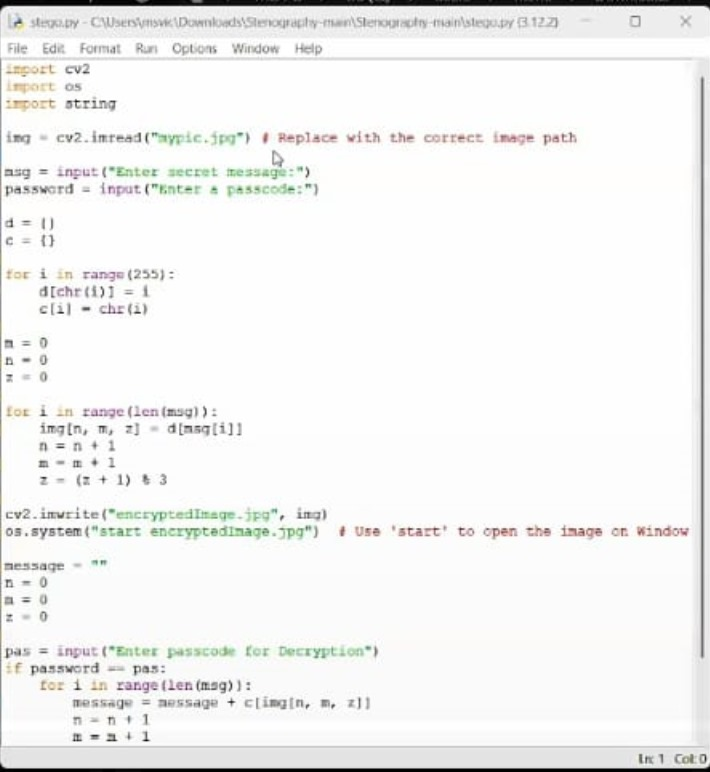 stego.py - C:\Users\msvic\Downloads\Stenography-main\Stenography-main\stego.py (3.12.2)
File Edit Format Run Options Window Help
import cv2
import os
import string
img = cv2.imread("mypic.jpg") # Replace with the correct image path
msg = input("Enter secret message:")
password = input("Enter a passcode:")
d = {}
c = {}
for i in range(255):
    d[chr(i)] = i
    c[i] = chr(i)
m = 0
n = 0
z = 0
for i in range(len(msg)):
    img[n, m, z] = d[msg[i]]
    n = n + 1
    m = m + 1
    z = (z + 1) % 3
cv2.imwrite("encryptedImage.jpg", img)
os.system("start encryptedImage.jpg")  # Use 'start' to open the image on Window
message = ""
n = 0
m = 0
z = 0
pas = input("Enter passcode for Decryption")
if password == pas:
    for i in range(len(msg)):
        message = message + c[img[n, m, z]]
        n = n + 1
        m = m + 1
Ln: 1 Col: 0